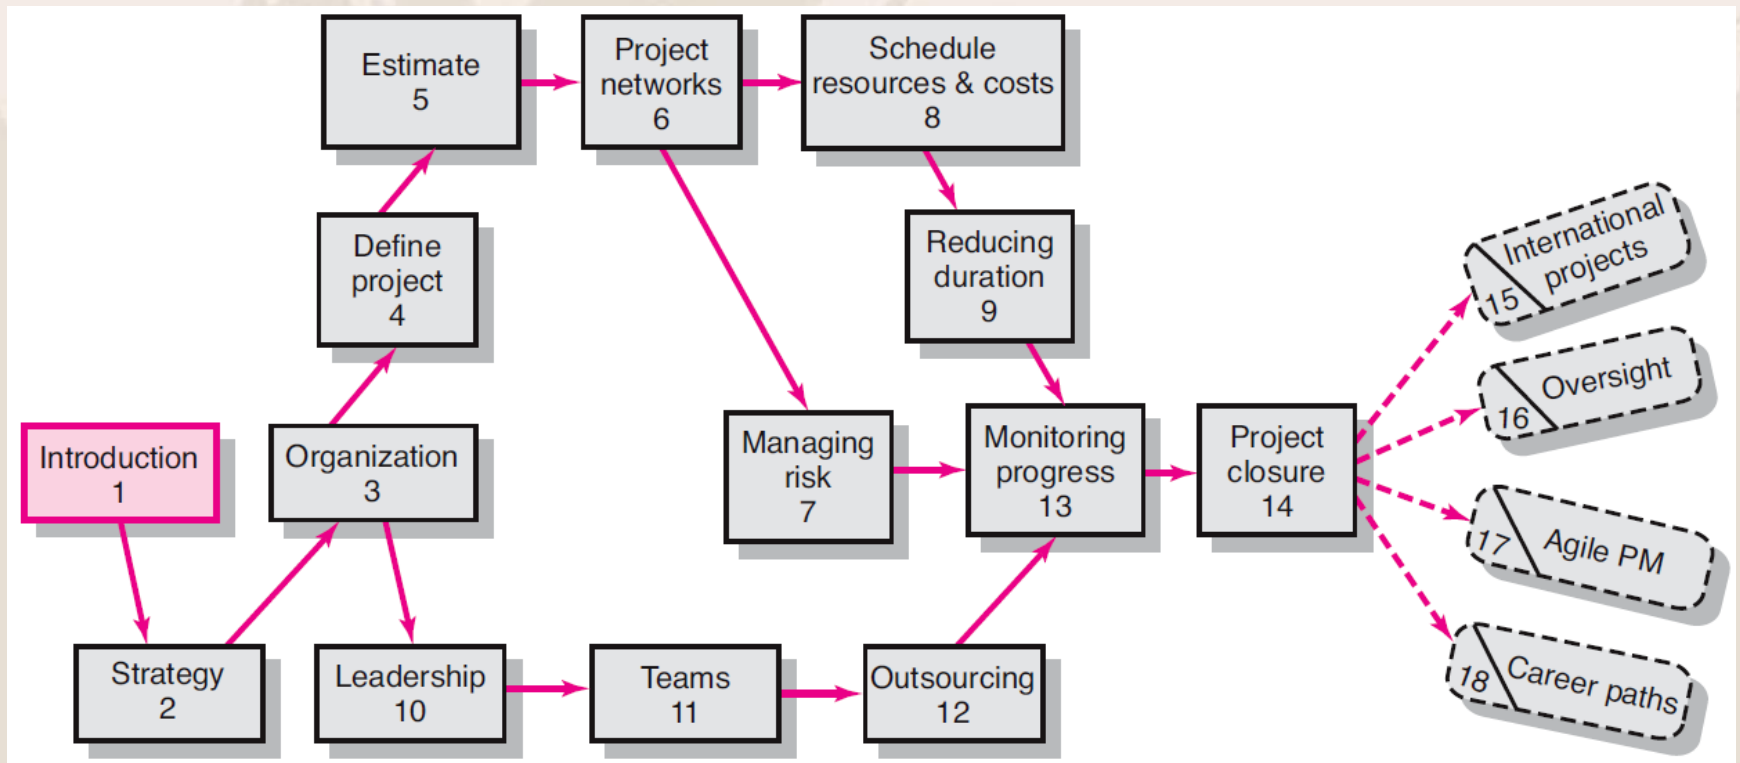 Estimate
5
Project
networks
6
Schedule
resources & costs
8
Define
project
4
Reducing
duration
9
International
projects
15
Oversight
16
Introduction
1
Organization
3
Managing
risk
7
Monitoring
progress
13
Project
closure
14
Agile PM
17
Strategy
2
Leadership
10
Teams
11
Outsourcing
12
Career paths
18